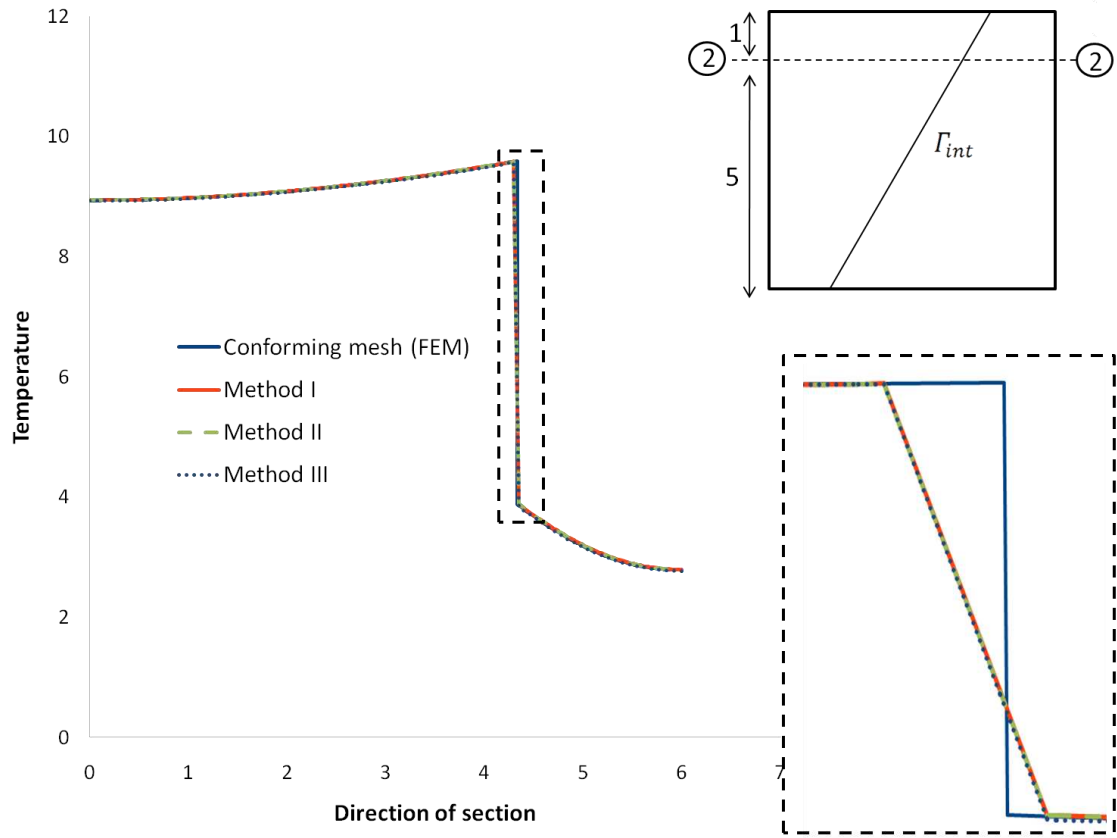 12
10
8
6
4
2
0
Temperature
0 1 2 3 4 5 6 7
Direction of section
Conforming mesh (FEM)
Method I
Method II
Method III
1
2 2
5
Γint